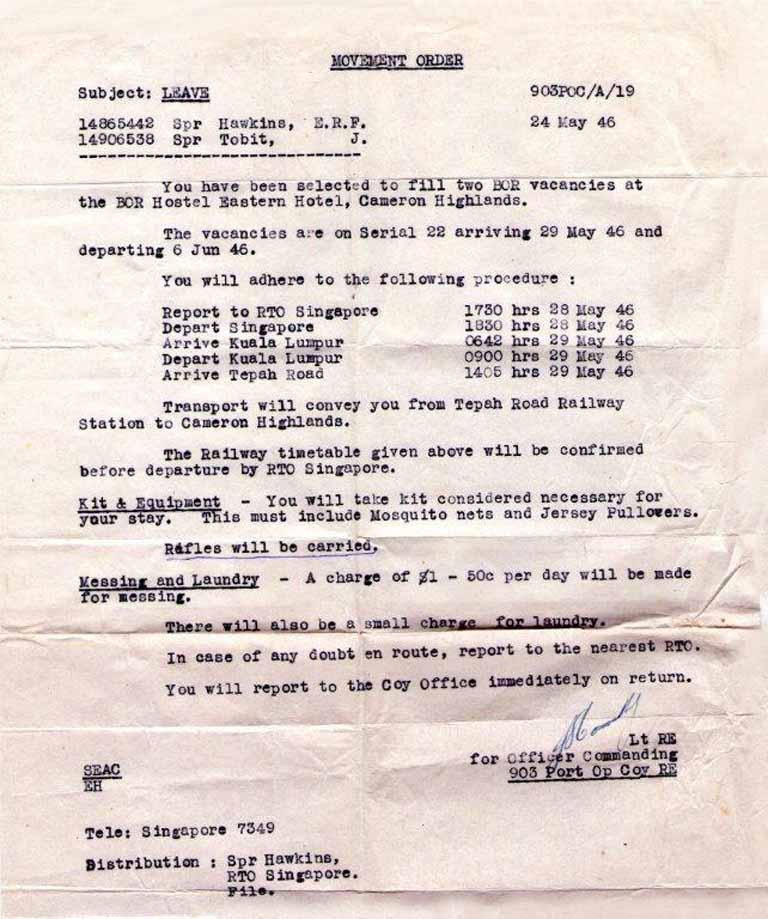 MOVEMENT ORDER
Subject: LEAVE 903POC/A/19
14865442 Spr Hawkins, E.R.F. 24 May 46
14906538 Spr Tobit, J.
You have been selected to fill two BOR vacancies at
the BOR Hostel Eastern Hotel, Cameron Highlands.
The vacancies are on Serial 22 arriving 29 May 46 and
departing 6 Jun 46.
You will adhere to the following procedure :
Report to RTO Singapore 1730 hrs 28 May 46
Depart Singapore 1830 hrs 28 May 46
Arrive Kuala Lumpur 0642 hrs 29 May 46
Depart Kuala Lumpur 0900 hrs 29 May 46
Arrive Tepah Road 1405 hrs 29 May 46
Transport will convey you from Tepah Road Railway
Station to Cameron Highlands.
The Railway timetable given above will be confirmed
before departure by RTO Singapore.
Kit & Equipment - You will take kit considered necessary for
your stay. This must include Mosquito nets and Jersey Pullovers.
Rifles will be carried.
Messing and Laundry - A charge of $1 - 50c per day will be made
for messing.
There will also be a small charge for laundry.
In case of any doubt en route, report to the nearest RTO.
You will report to the Coy Office immediately on return.
Lt RE
for Officer Commanding
903 Port Op Coy RE
SEAC
EH
Tele: Singapore 7349
Distribution : Spr Hawkins,
RTO Singapore.
File.